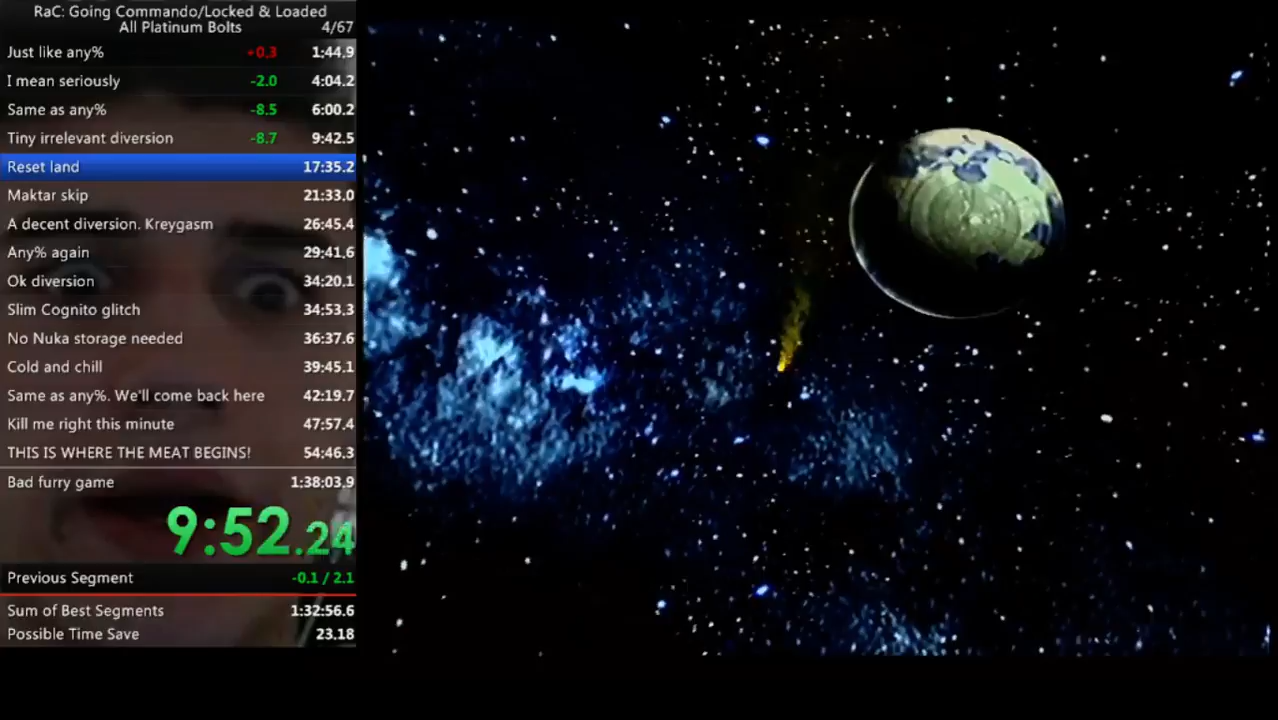 RaC: Going Commando/Locked & Loaded
All Platinum Bolts 4/67
Just like any% +0.3 1:44.9
I mean seriously -2.0 4:04.2
Same as any% -8.5 6:00.2
Tiny irrelevant diversion -8.7 9:42.5
Reset land 17:35.2
Maktar skip 21:33.0
A decent diversion. Kreygasm 26:45.4
Any% again 29:41.6
Ok diversion 34:20.1
Slim Cognito glitch 34:53.3
No Nuka storage needed 36:37.6
Cold and chill 39:45.1
Same as any%. We'll come back here 42:19.7
Kill me right this minute 47:57.4
THIS IS WHERE THE MEAT BEGINS! 54:46.3
Bad furry game 1:38:03.9
9:52.24
Previous Segment -0.1 / 2.1
Sum of Best Segments 1:32:56.6
Possible Time Save 23.18